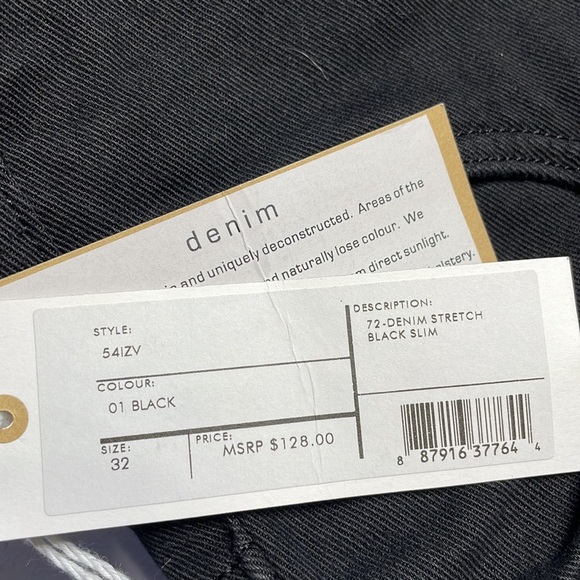 denim
and uniquely deconstructed. Areas of the
and naturally lose colour. We
direct sunlight.
STYLE:
54IZV
COLOUR:
01 BLACK
SIZE:
32
PRICE:
MSRP $128.00
DESCRIPTION:
72-DENIM STRETCH
BLACK SLIM
8 87916 37764 4